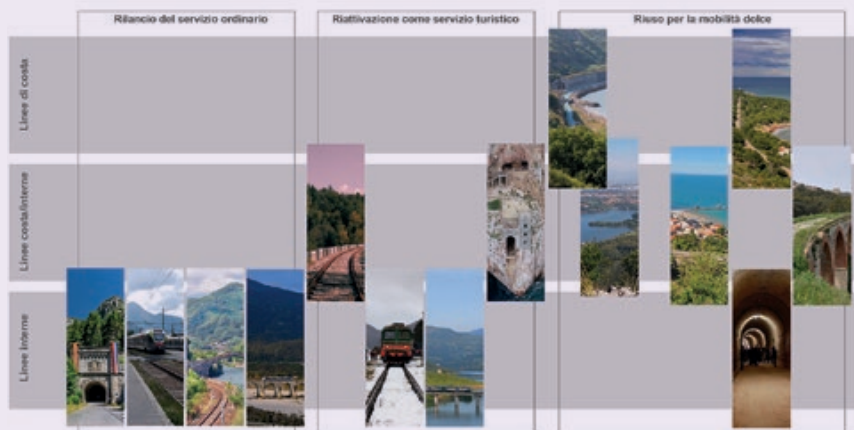 Rilancio del servizio ordinario
Riattivazione come servizio turistico
Riuso per la mobilità dolce
Linee di costa
Linee costa/interne
Linee interne